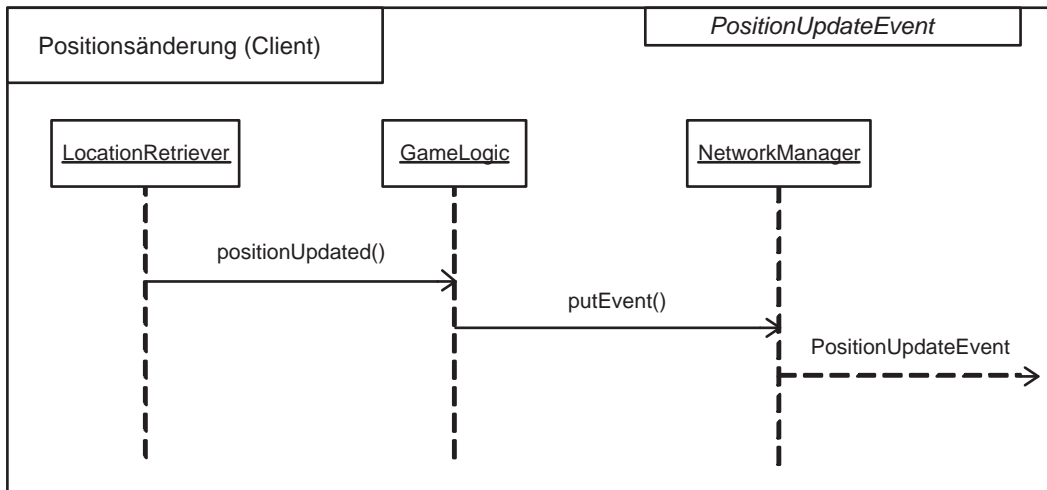 Positionsänderung (Client)
PositionUpdateEvent
LocationRetriever
GameLogic
NetworkManager
positionUpdated()
putEvent()
PositionUpdateEvent